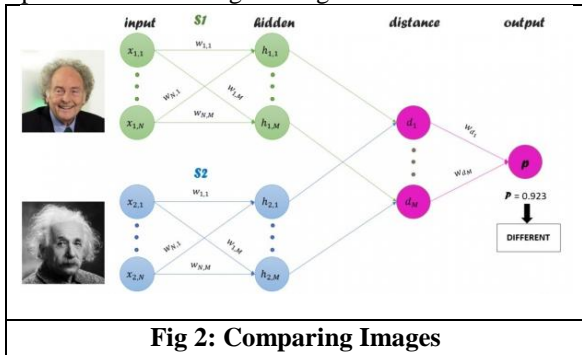 input S1 hidden distance output
x1,1 w1,1 h1,1
wN,1 w1,M
x1,N wN,M h1,M
d1
wd1
S2
x2,1 w1,1 h2,1
wdM
p
dM
P = 0.923
wN,1 w1,M
DIFFERENT
x2,N wN,M h2,M
Fig 2: Comparing Images